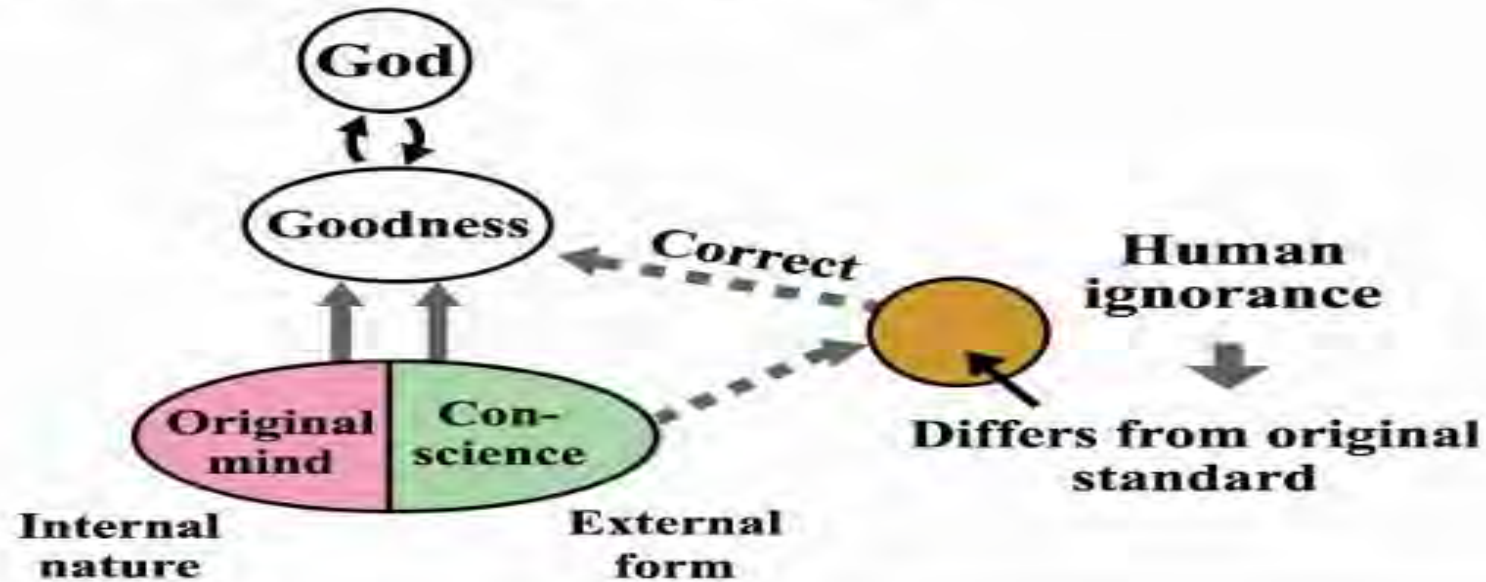 God
Goodness
Correct
Human
ignorance
Differs from original
standard
Original
mind
Con-
science
Internal
nature
External
form